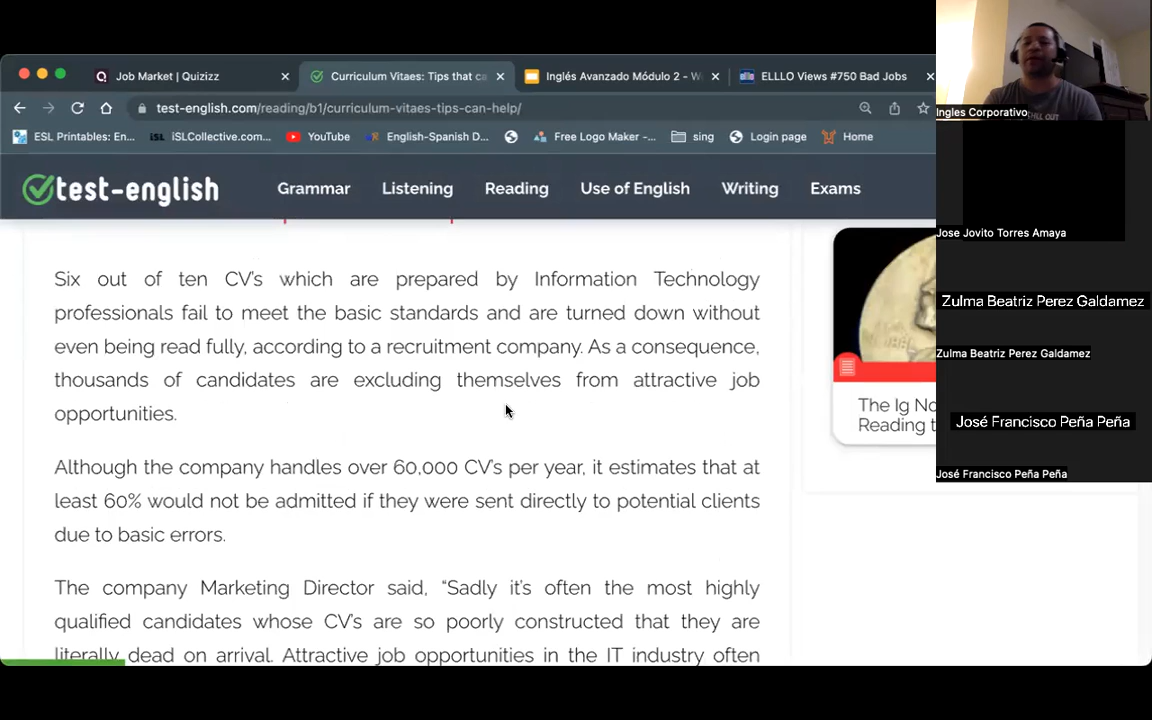 Job Market | Quizizz
Curriculum Vitaes: Tips that ca
Inglés Avanzado Módulo 2 - W
ELLLO Views #750 Bad Jobs
test-english.com/reading/b1/curriculum-vitaes-tips-can-help/
ESL Printables: En...
iSL iSLCollective.com...
YouTube
English-Spanish D...
Free Logo Maker -...
sing
Login page
Home
test-english
Grammar
Listening
Reading
Use of English
Writing
Exams
Six out of ten CV's which are prepared by Information Technology
professionals fail to meet the basic standards and are turned down without
even being read fully, according to a recruitment company. As a consequence,
thousands of candidates are excluding themselves from attractive job
opportunities.
Although the company handles over 60,000 CV's per year, it estimates that at
least 60% would not be admitted if they were sent directly to potential clients
due to basic errors.
The company Marketing Director said, “Sadly it's often the most highly
qualified candidates whose CV's are so poorly constructed that they are
literally dead on arrival. Attractive job opportunities in the IT industry often
The Ig No
Reading t
Ingles Corporativo
Jose Jovito Torres Amaya
Zulma Beatriz Perez Galdamez
Zulma Beatriz Perez Galdamez
José Francisco Peña Peña
José Francisco Peña Peña